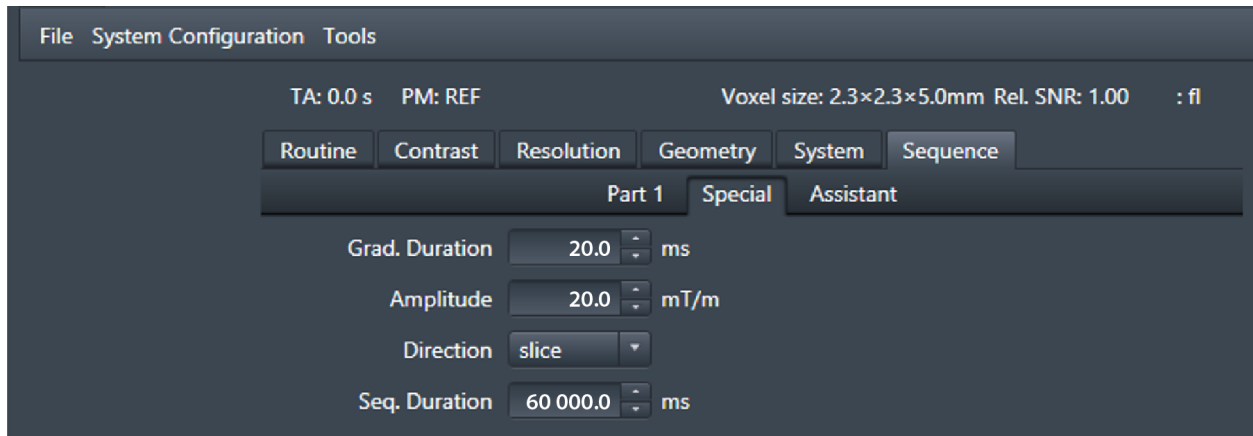 File System Configuration Tools
TA: 0.0 s PM: REF Voxel size: 2.3×2.3×5.0mm Rel. SNR: 1.00 : fl
Routine Contrast Resolution Geometry System Sequence
Part 1 Special Assistant
Grad. Duration 20.0 ms
Amplitude 20.0 mT/m
Direction slice
Seq. Duration 60 000.0 ms